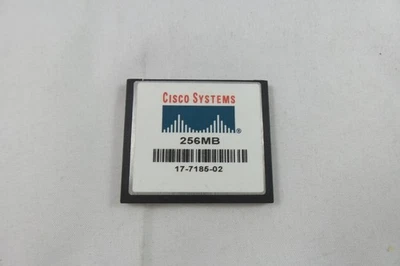 CISCO SYSTEMS
®
256MB
17-7185-02